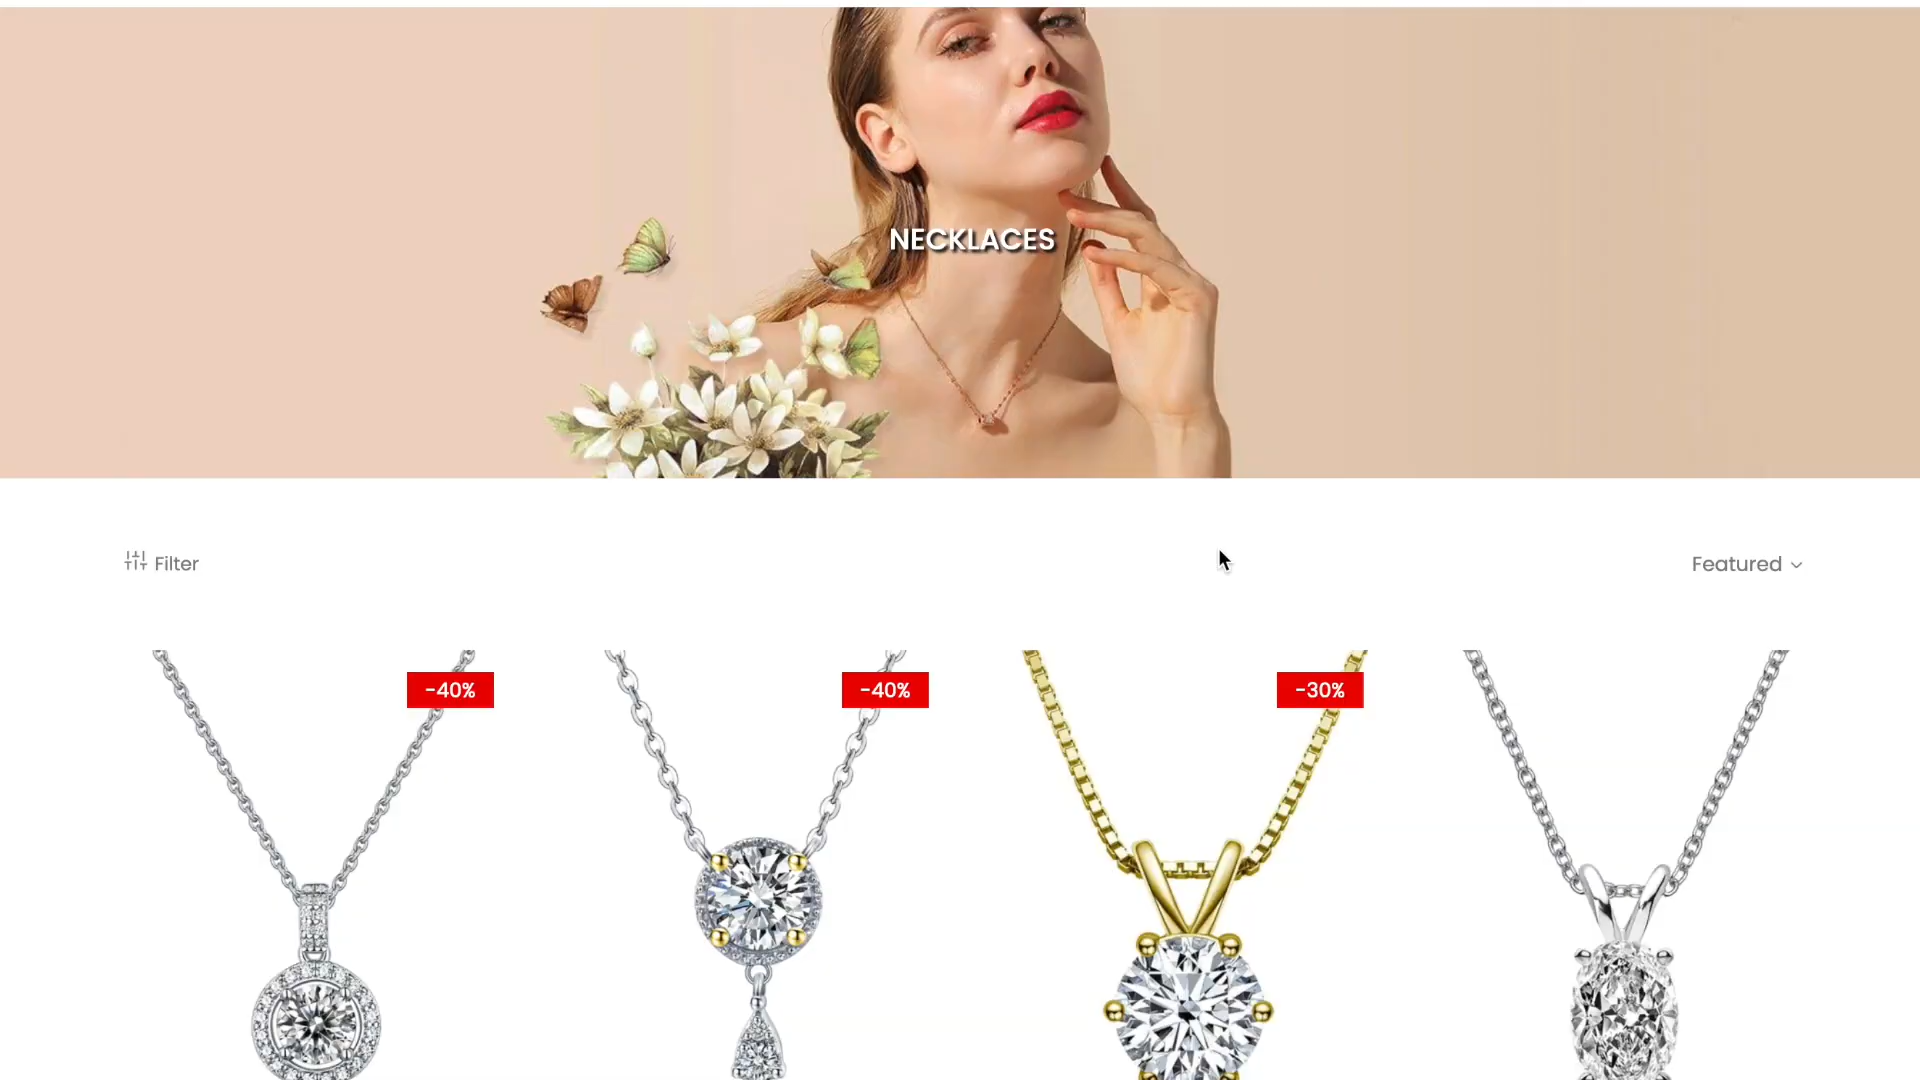 NECKLACES
Filter
Featured
-40%
-40%
-30%